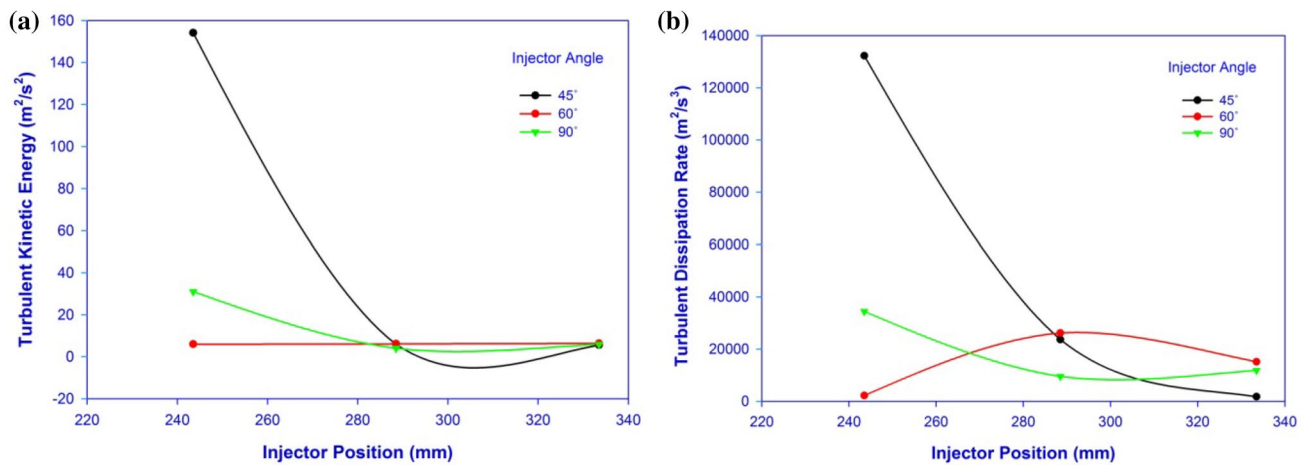 (a)
160
140
120
100
80
60
40
20
0
-20
Turbulent Kinetic Energy (m²/s²)
Injector Angle
45°
60°
90°
220 240 260 280 300 320 340
Injector Position (mm)
(b)
140000
120000
100000
80000
60000
40000
20000
0
Turbulent Dissipation Rate (m²/s³)
Injector Angle
45°
60°
90°
220 240 260 280 300 320 340
Injector Position (mm)